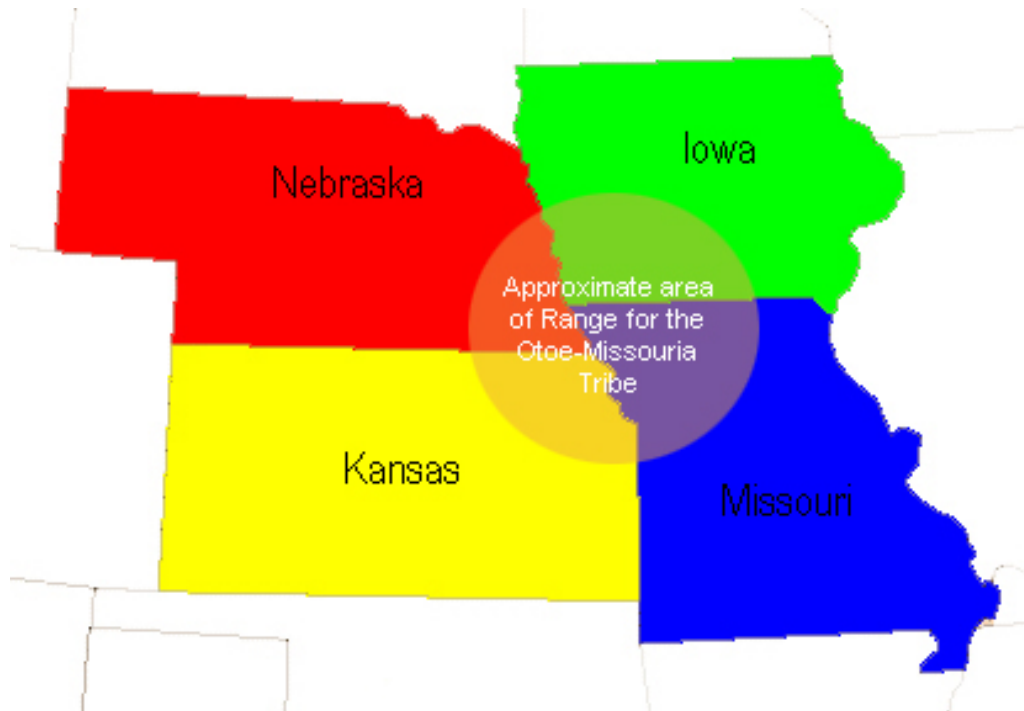 Iowa
Nebraska
Approximate area
of Range for the
Otoe-Missouria
Tribe
Kansas
Missouri